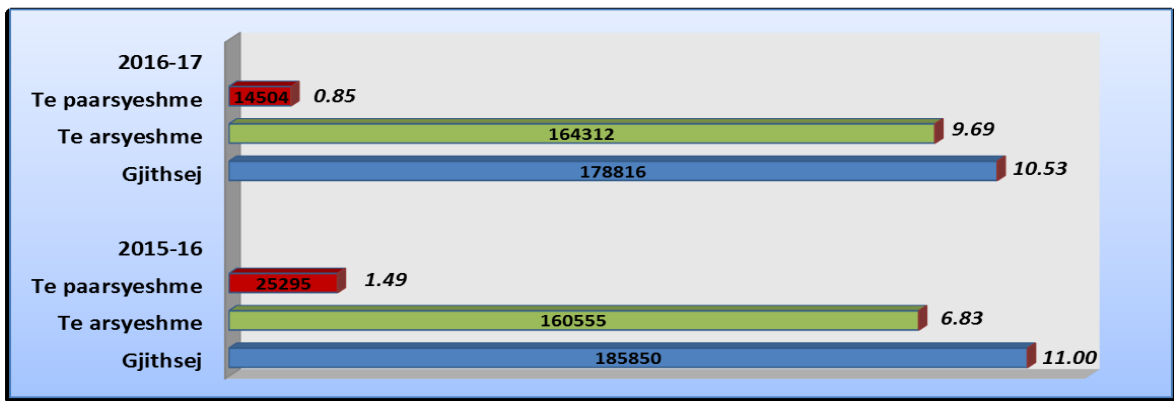 2016-17
Te paarsyeshme 14504 0.85
Te arsyeshme 164312 9.69
Gjithsej 178816 10.53
2015-16
Te paarsyeshme 25295 1.49
Te arsyeshme 160555 6.83
Gjithsej 185850 11.00